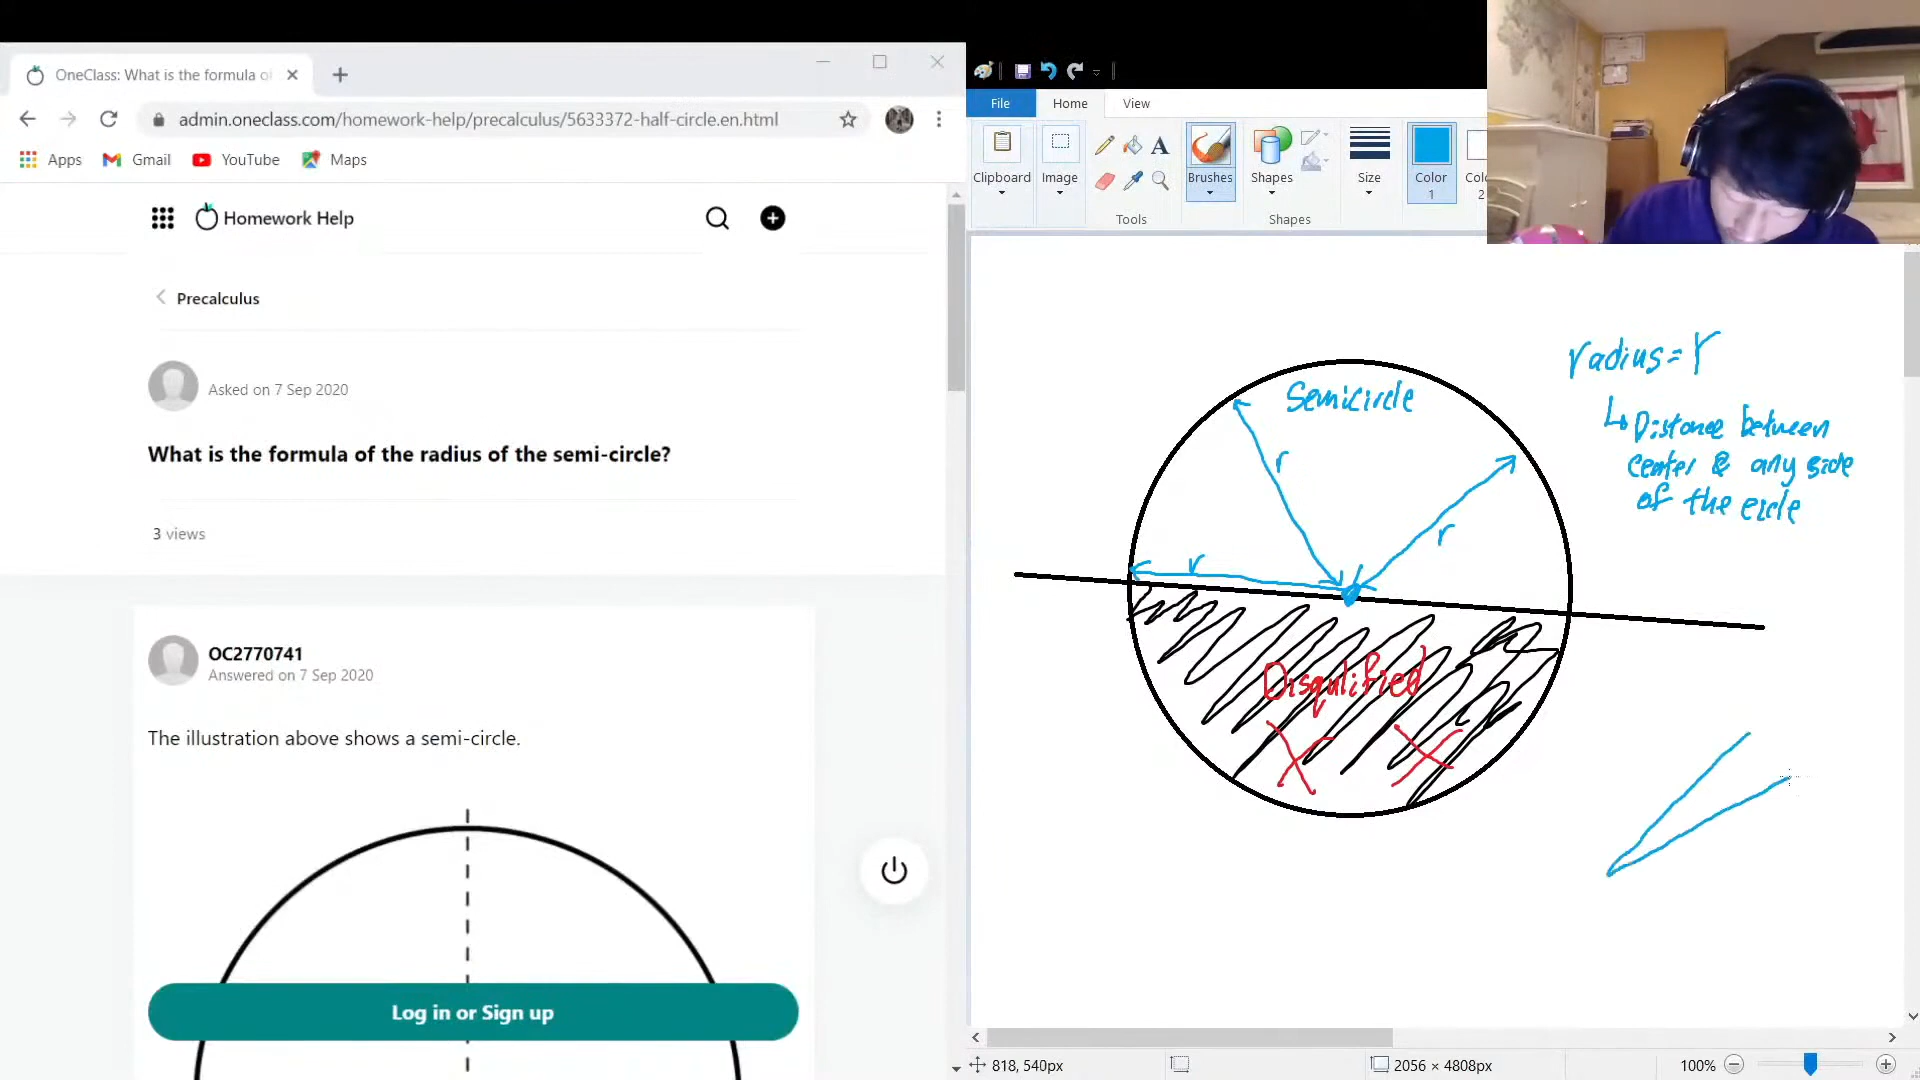 OneClass: What is the formula of
admin.oneclass.com/homework-help/precalculus/5633372-half-circle.en.html
Apps
Gmail
YouTube
Maps
Homework Help
Precalculus
Asked on 7 Sep 2020
What is the formula of the radius of the semi-circle?
3 views
OC2770741
Answered on 7 Sep 2020
The illustration above shows a semi-circle.
Log in or Sign up
File
Home
View
Clipboard
Image
Tools
Brushes
Shapes
Shapes
Size
Color
1
2
Semicircle
radius = r
Distance between
center & any side
of the circle
r
r
r
Disqulified
818, 540px
2056 × 4808px
100%